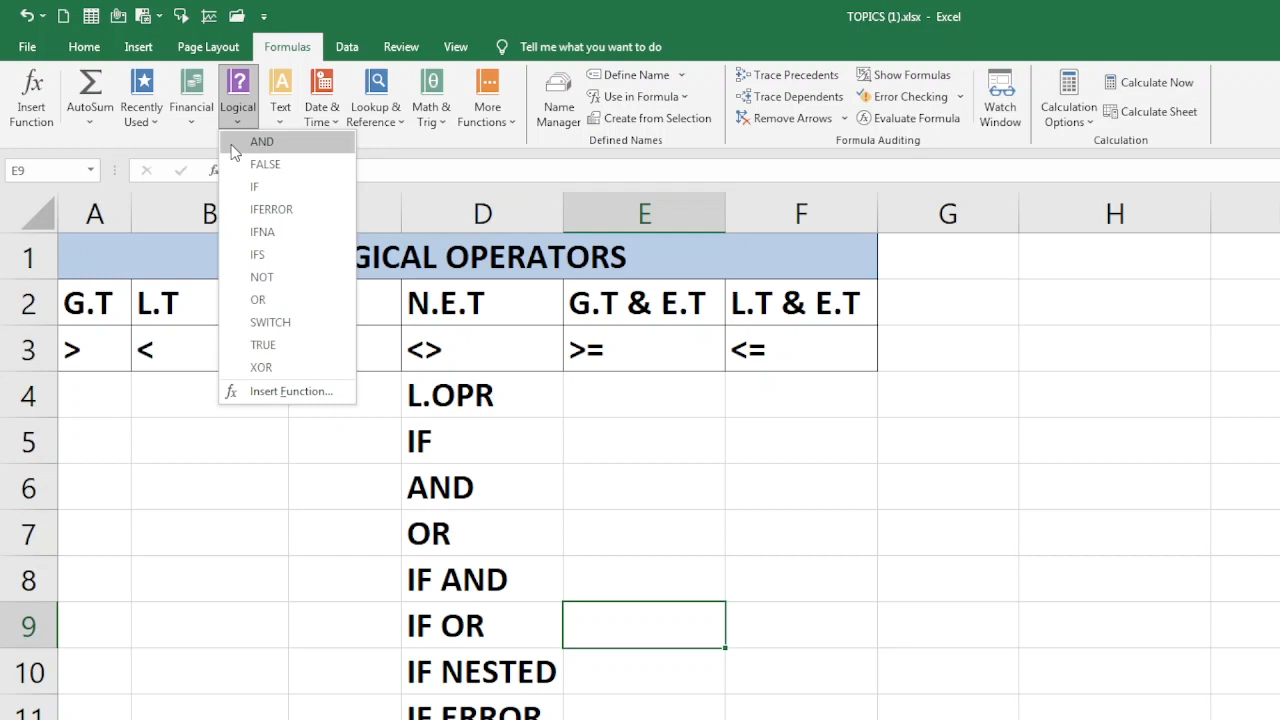 TOPICS (1).xlsx - Excel
File Home Insert Page Layout Formulas Data Review View Tell me what you want to do
fx Insert Function
Σ AutoSum
Recently Used
Financial
? Logical
A Text
Date & Time
Lookup & Reference
θ Math & Trig
More Functions
Name Manager
Define Name
Use in Formula
Create from Selection
Defined Names
Trace Precedents
Trace Dependents
Remove Arrows
Show Formulas
Error Checking
Evaluate Formula
Formula Auditing
Watch Window
Calculation Options
Calculate Now
Calculate Sheet
Calculation
AND
FALSE
IF
IFERROR
IFNA
IFS
NOT
OR
SWITCH
TRUE
XOR
fx Insert Function...
E9
A B D E F G H
1 GICAL OPERATORS
2 G.T L.T N.E.T G.T & E.T L.T & E.T
3 > < <> >= <=
4 L.OPR
5 IF
6 AND
7 OR
8 IF AND
9 IF OR
10 IF NESTED
11 IF ERROR